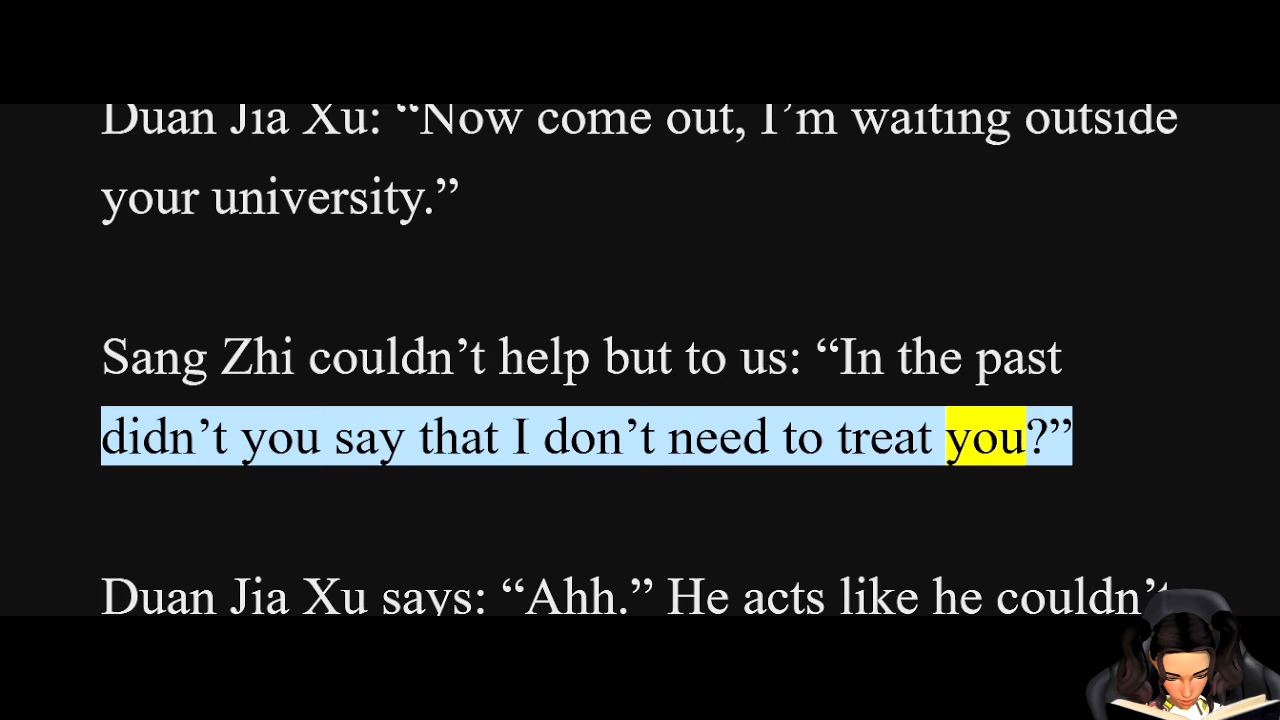 Duan Jia Xu: “Now come out, I’m waiting outside
your university.”
Sang Zhi couldn’t help but to us: “In the past
didn’t you say that I don’t need to treat you?”
Duan Jia Xu says: “Ahh.” He acts like he couldn’t